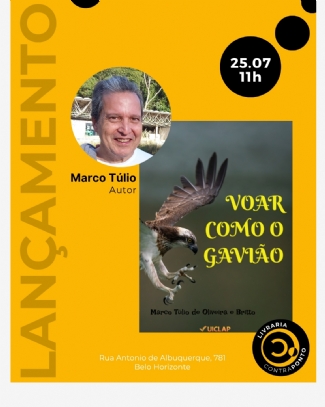 LANÇAMENTO
25.07
11h
Marco Túlio
Autor
VOAR
COMO O
GAVIÃO
Marco Túlio de Oliveira e Britto
UICLAP
LIVRARIA
CONTRAPONTO
Rua Antonio de Albuquerque, 781
Belo Horizonte